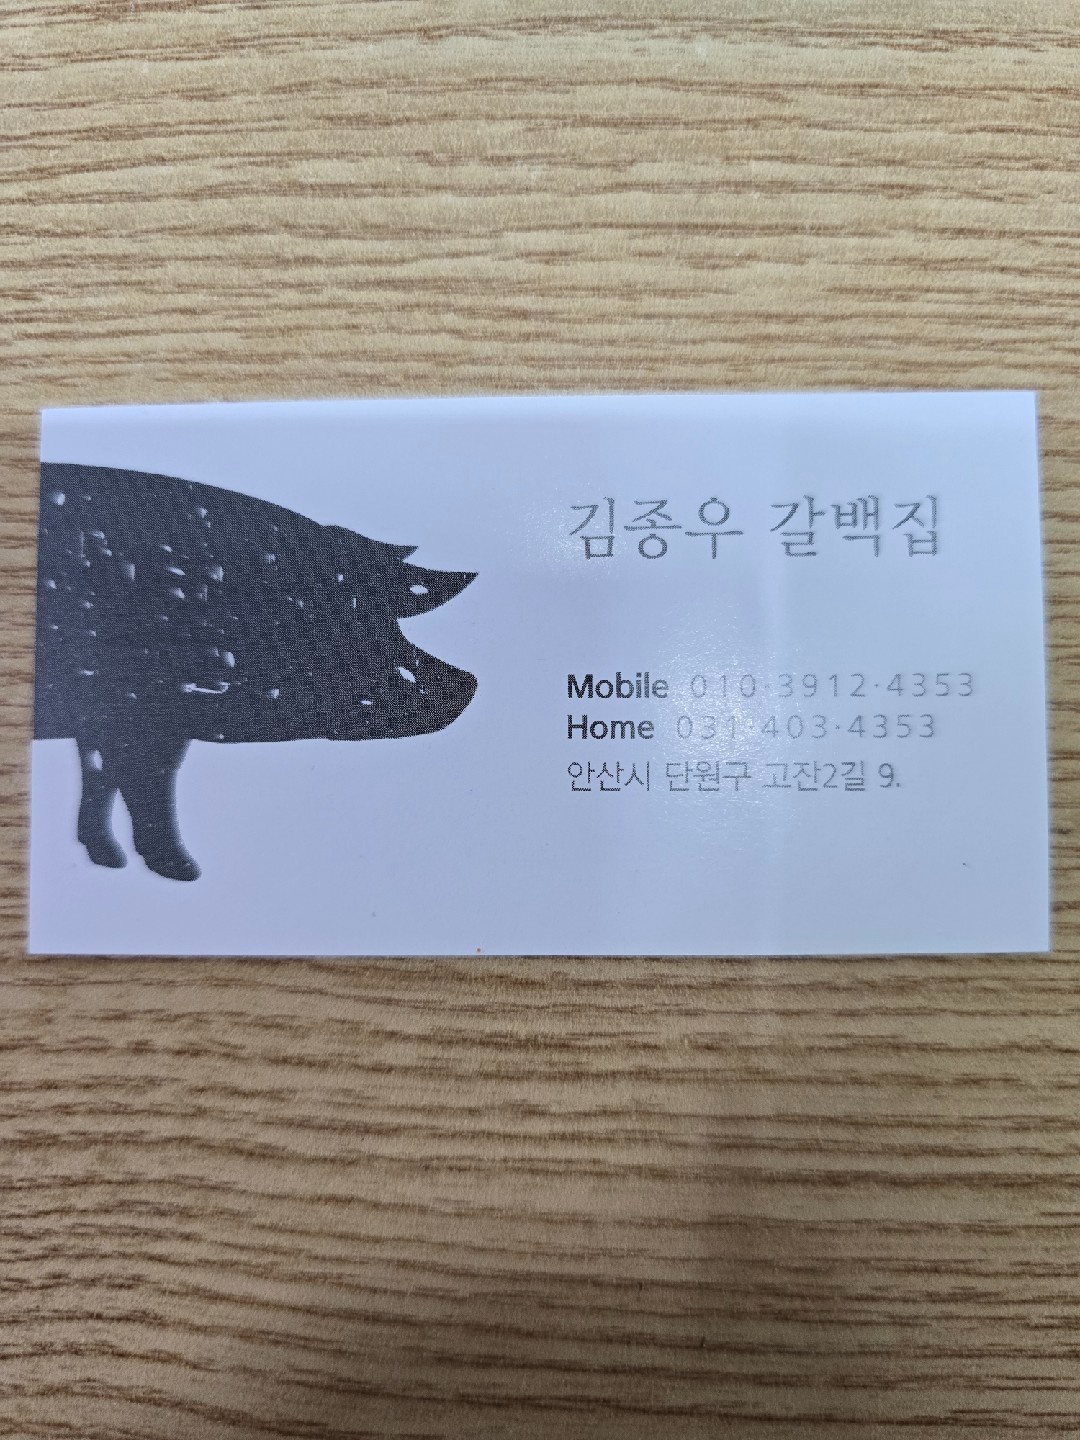 김종우 갈백집
Mobile 010·3912·4353
Home 031·403·4353
안산시 단원구 고잔2길 9.